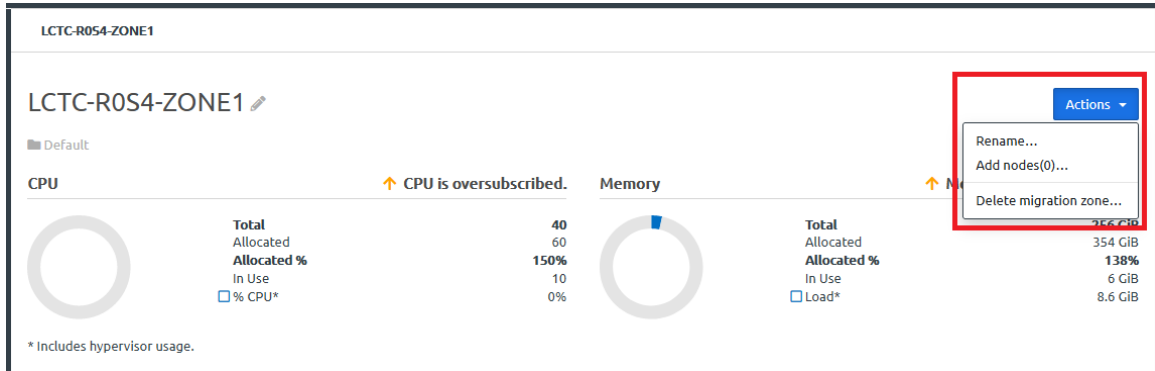 LCTC-R0S4-ZONE1
LCTC-R0S4-ZONE1
Actions
Default
Rename...
Add nodes(0)...
Delete migration zone...
CPU
CPU is oversubscribed.
Total 40
Allocated 60
Allocated % 150%
In Use 10
% CPU* 0%
Memory
Total 256 GiB
Allocated 354 GiB
Allocated % 138%
In Use 6 GiB
Load* 8.6 GiB
* Includes hypervisor usage.